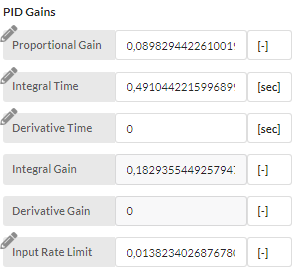 PID Gains
Proportional Gain 0,089829442261001 [-]
Integral Time 0,491044221599689 [sec]
Derivative Time 0 [sec]
Integral Gain 0,182935544925794 [-]
Derivative Gain 0 [-]
Input Rate Limit 0,013823402687678 [-]